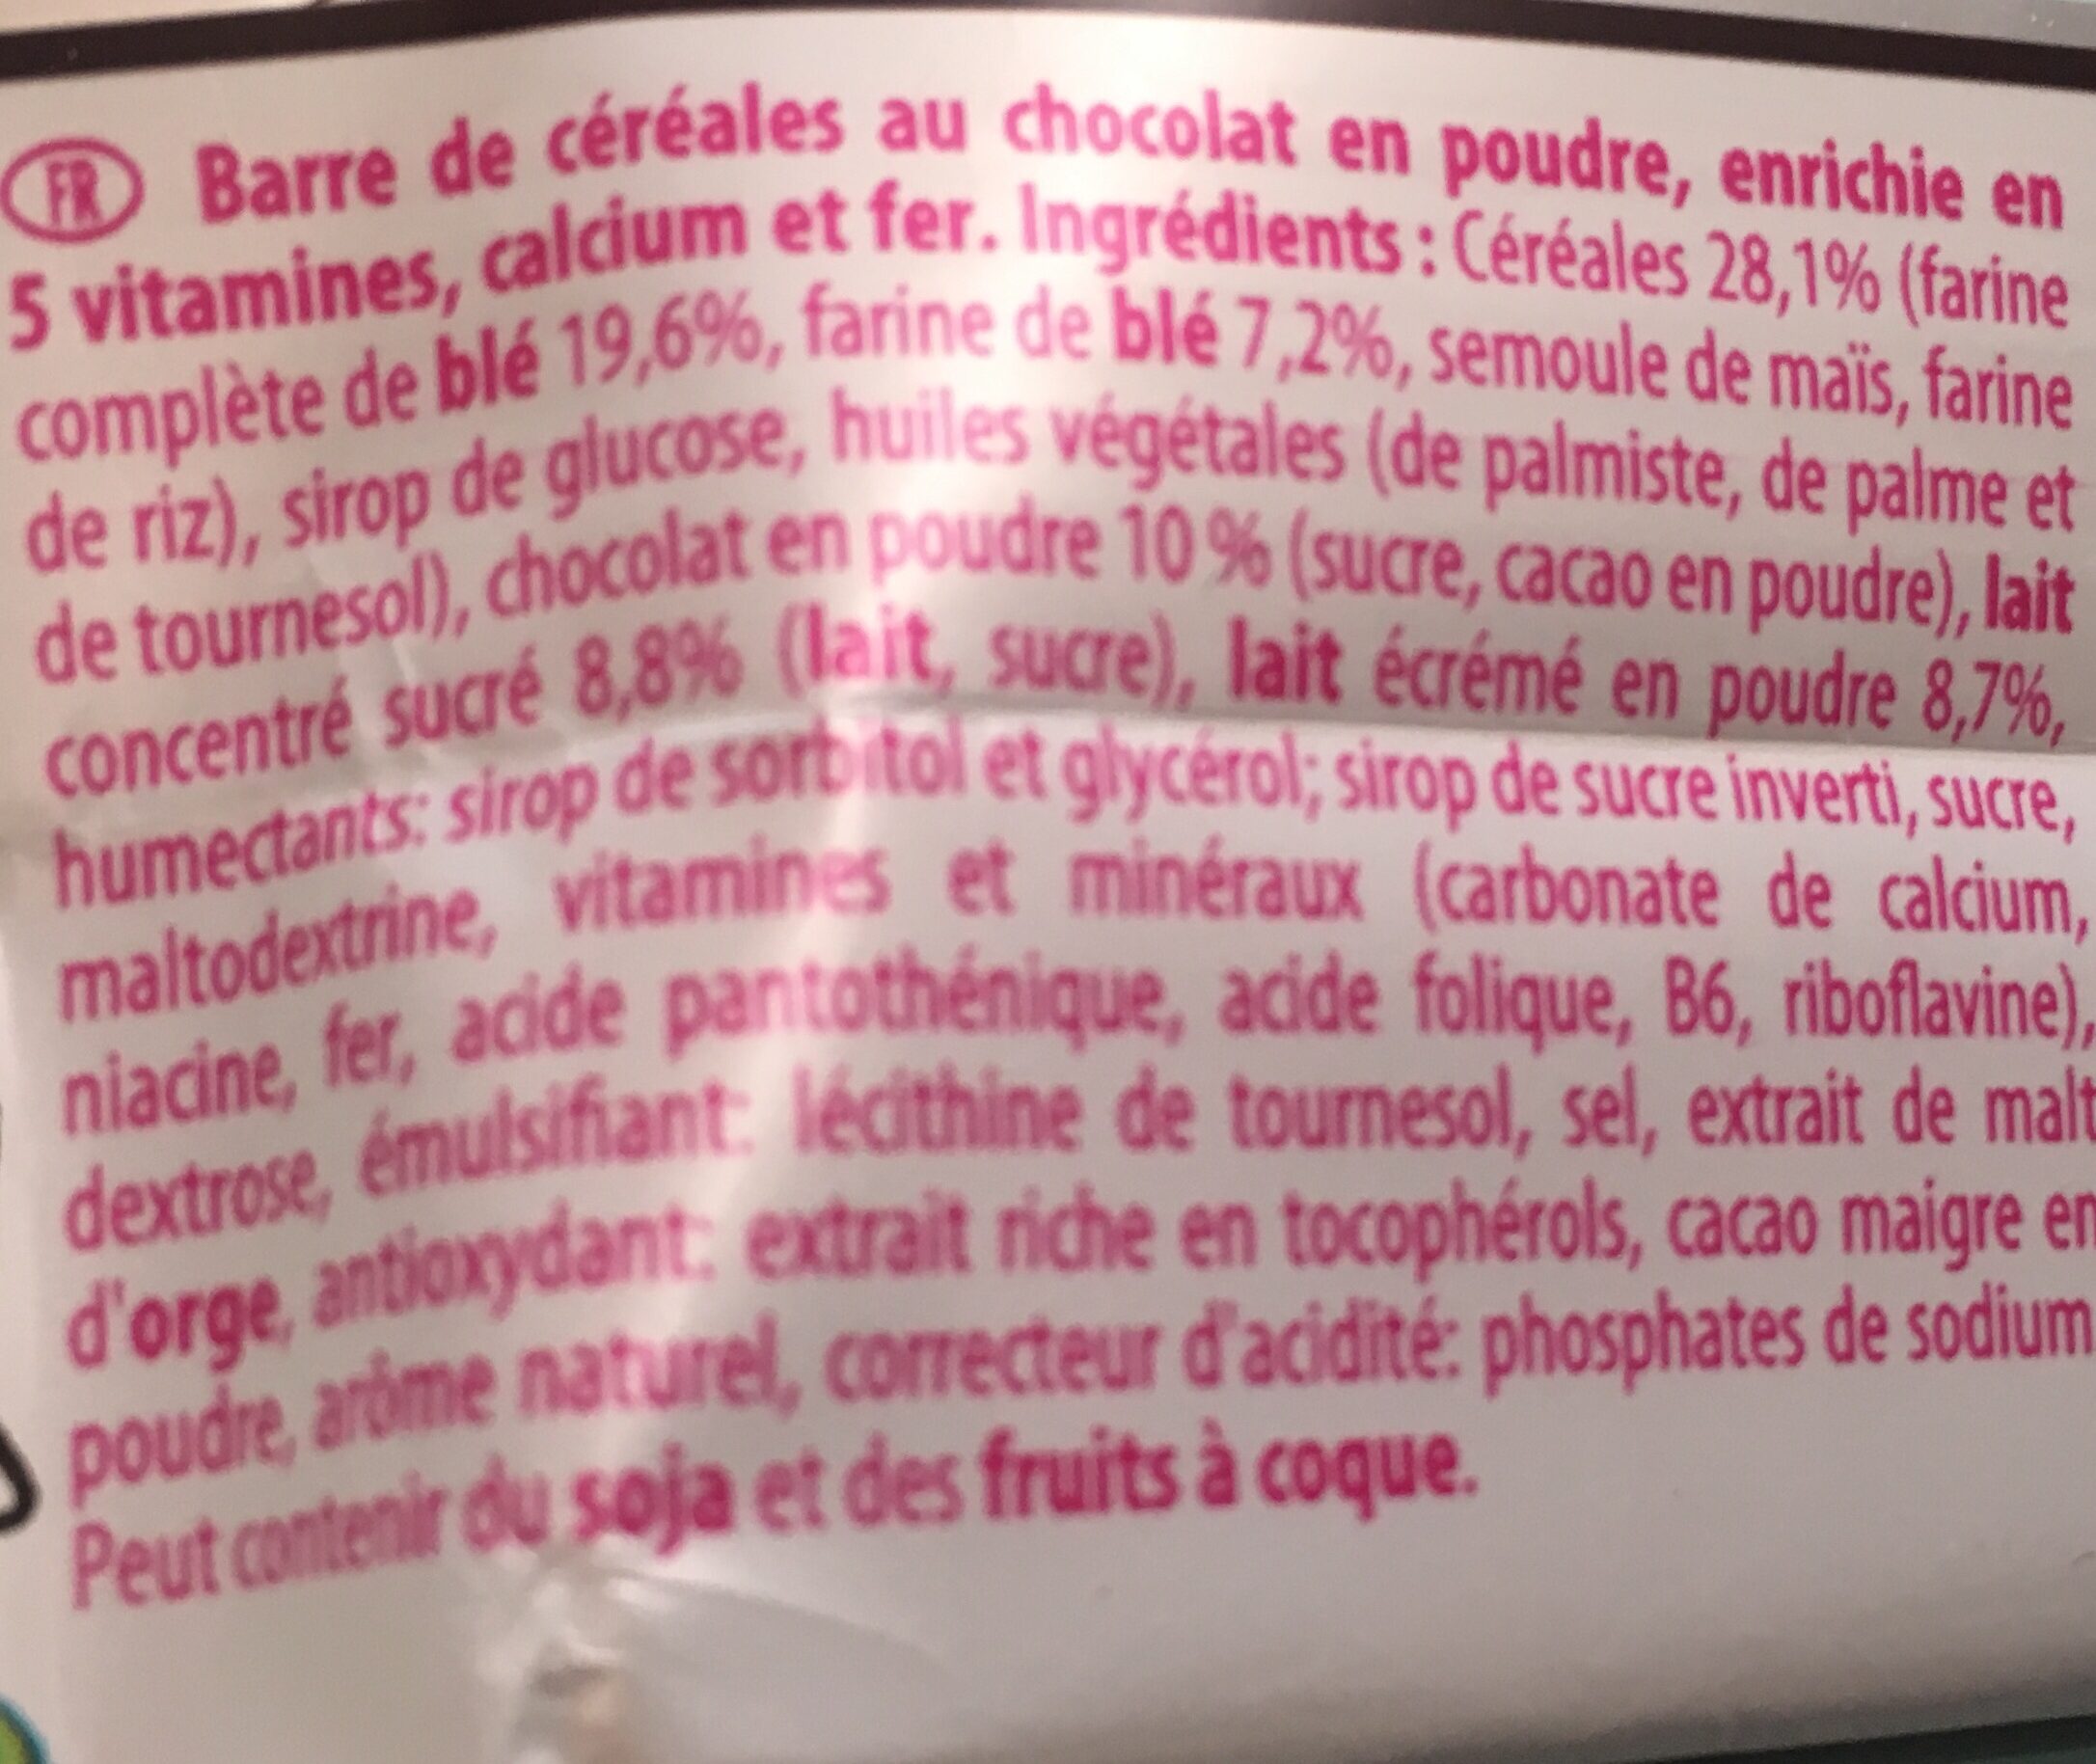 FR Barre de céréales au chocolat en poudre, enrichie en
5 vitamines, calcium et fer. Ingrédients : Céréales 28,1% (farine
complète de blé 19,6%, farine de blé 7,2%, semoule de maïs, farine
de riz), sirop de glucose, huiles végétales (de palmiste, de palme et
de tournesol), chocolat en poudre 10 % (sucre, cacao en poudre), lait
concentré sucré 8,8% (lait, sucre), lait écrémé en poudre 8,7%,
humectants: sirop de sorbitol et glycérol; sirop de sucre inverti, sucre,
maltodextrine, vitamines et minéraux (carbonate de calcium,
niacine, fer, acide pantothénique, acide folique, B6, riboflavine),
dextrose, émulsifiant: lécithine de tournesol, sel, extrait de malt
d'orge, antioxydant: extrait riche en tocophérols, cacao maigre en
poudre, arôme naturel, correcteur d'acidité: phosphates de sodium
Peut contenir du soja et des fruits à coque.